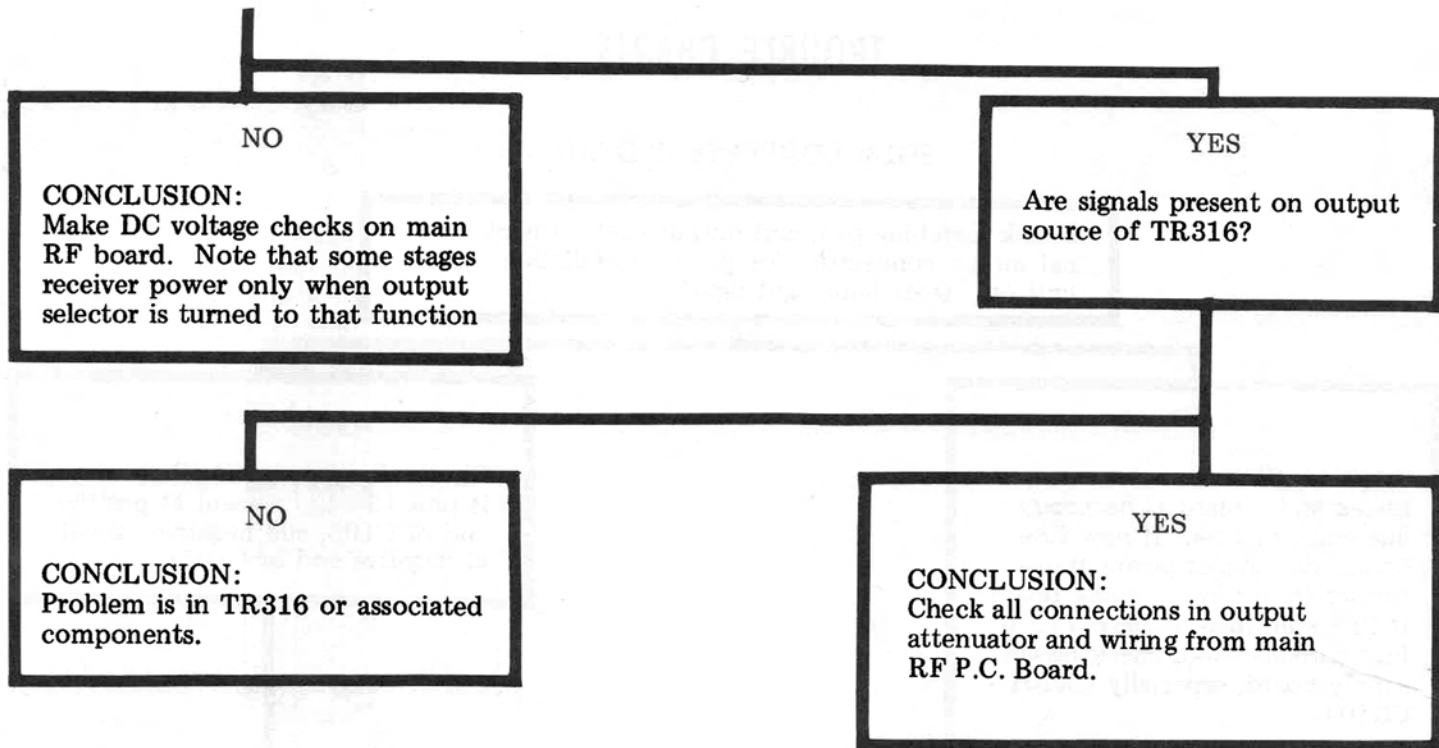 NO
CONCLUSION:
Make DC voltage checks on main
RF board. Note that some stages
receiver power only when output
selector is turned to that function
YES
Are signals present on output
source of TR316?
NO
CONCLUSION:
Problem is in TR316 or associated
components.
YES
CONCLUSION:
Check all connections in output
attenuator and wiring from main
RF P.C. Board.